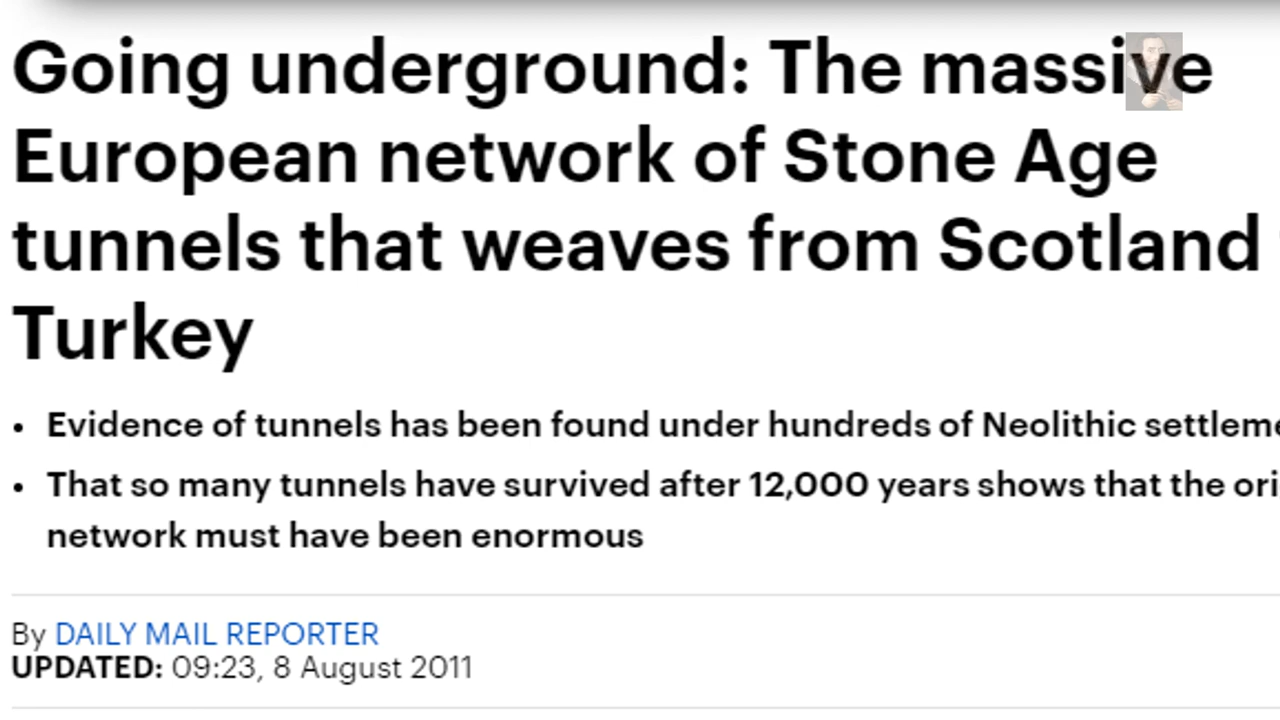 Going underground: The massive
European network of Stone Age
tunnels that weaves from Scotland
Turkey
• Evidence of tunnels has been found under hundreds of Neolithic settleme
• That so many tunnels have survived after 12,000 years shows that the ori
network must have been enormous
By DAILY MAIL REPORTER
UPDATED: 09:23, 8 August 2011